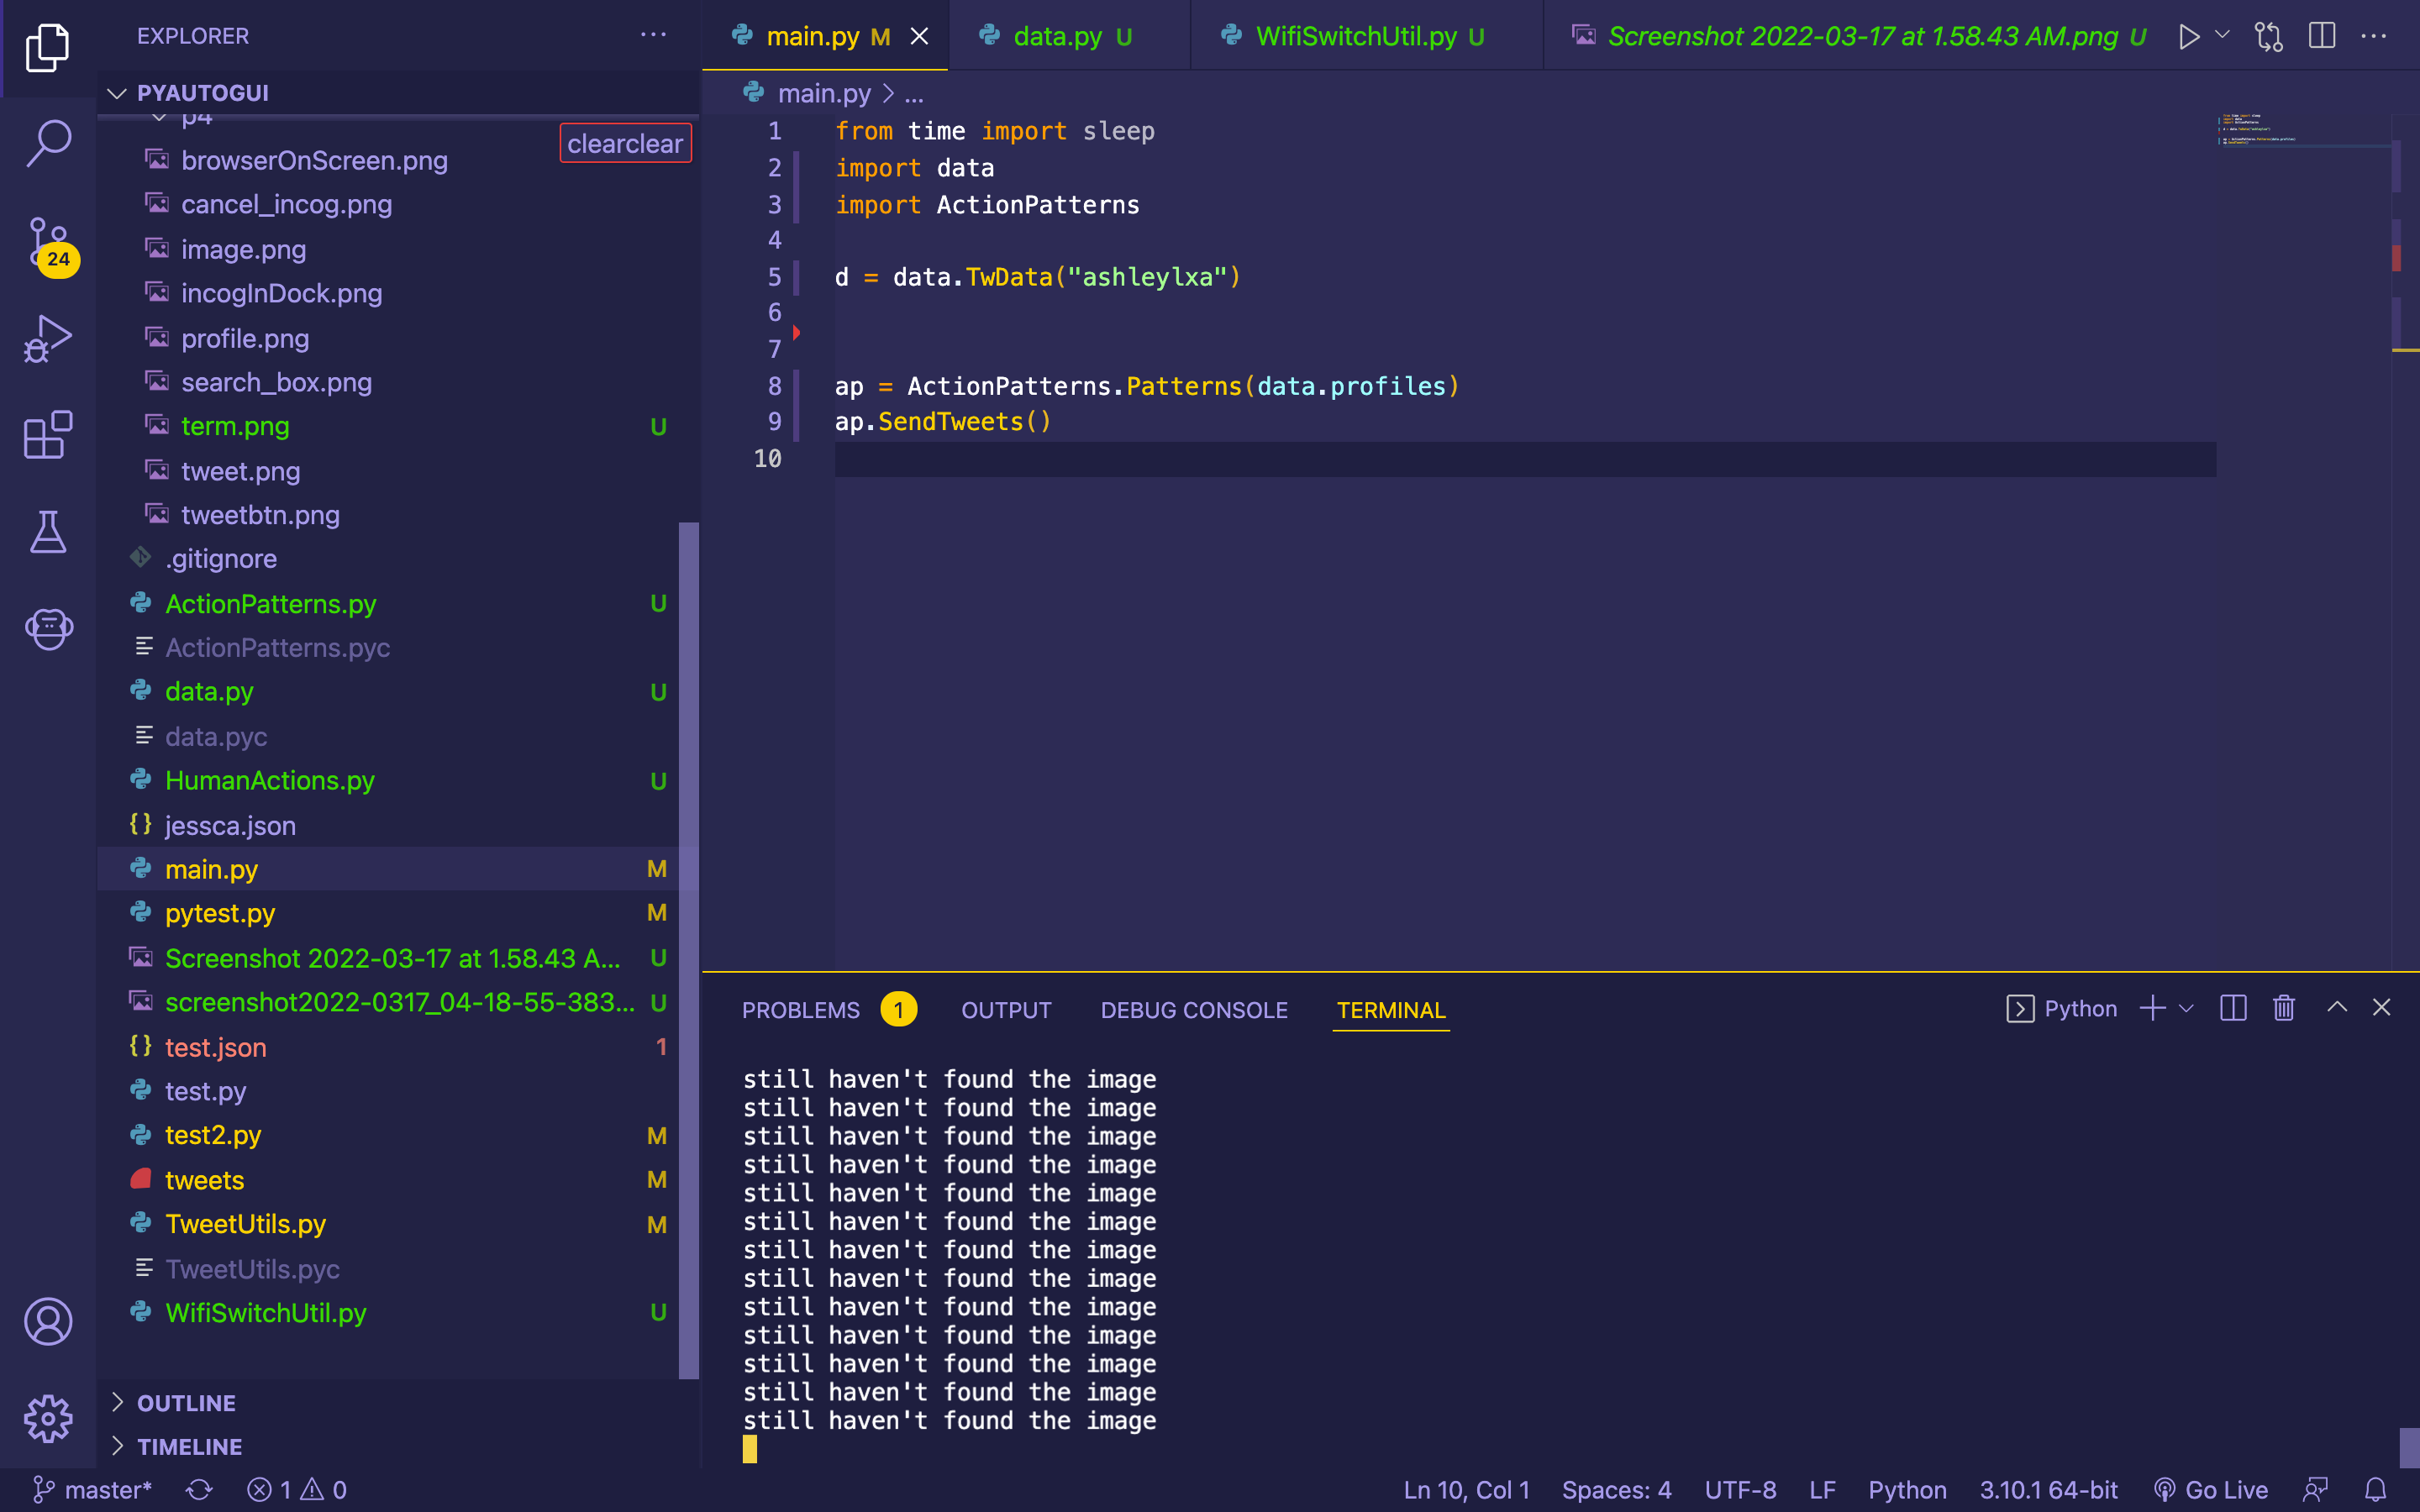 EXPLORER
PYAUTOGUI
p4
clearclear
browserOnScreen.png
cancel_incog.png
image.png
incogInDock.png
profile.png
search_box.png
term.png U
tweet.png
tweetbtn.png
.gitignore
ActionPatterns.py U
ActionPatterns.pyc
data.py U
data.pyc
HumanActions.py U
jessca.json
main.py M
pytest.py M
Screenshot 2022-03-17 at 1.58.43 A... U
screenshot2022-0317_04-18-55-383... U
test.json 1
test.py
test2.py M
tweets M
TweetUtils.py M
TweetUtils.pyc
WifiSwitchUtil.py U
OUTLINE
TIMELINE
24
main.py M
data.py U
WifiSwitchUtil.py U
Screenshot 2022-03-17 at 1.58.43 AM.png U
main.py > ...
1 from time import sleep
2 import data
3 import ActionPatterns
4
5 d = data.TwData("ashleylxa")
6
7
8 ap = ActionPatterns.Patterns(data.profiles)
9 ap.SendTweets()
10
PROBLEMS 1 OUTPUT DEBUG CONSOLE TERMINAL
Python
still haven't found the image
still haven't found the image
still haven't found the image
still haven't found the image
still haven't found the image
still haven't found the image
still haven't found the image
still haven't found the image
still haven't found the image
still haven't found the image
still haven't found the image
still haven't found the image
still haven't found the image
master* 1 0 Ln 10, Col 1 Spaces: 4 UTF-8 LF Python 3.10.1 64-bit Go Live